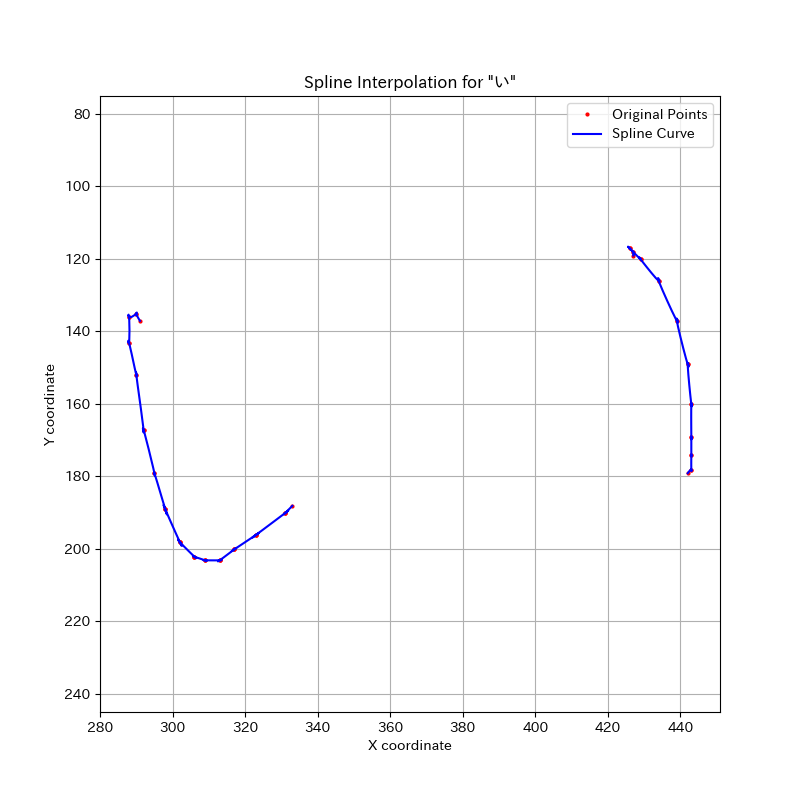 Spline Interpolation for "い"
Original Points
Spline Curve
Y coordinate
80
100
120
140
160
180
200
220
240
280 300 320 340 360 380 400 420 440
X coordinate